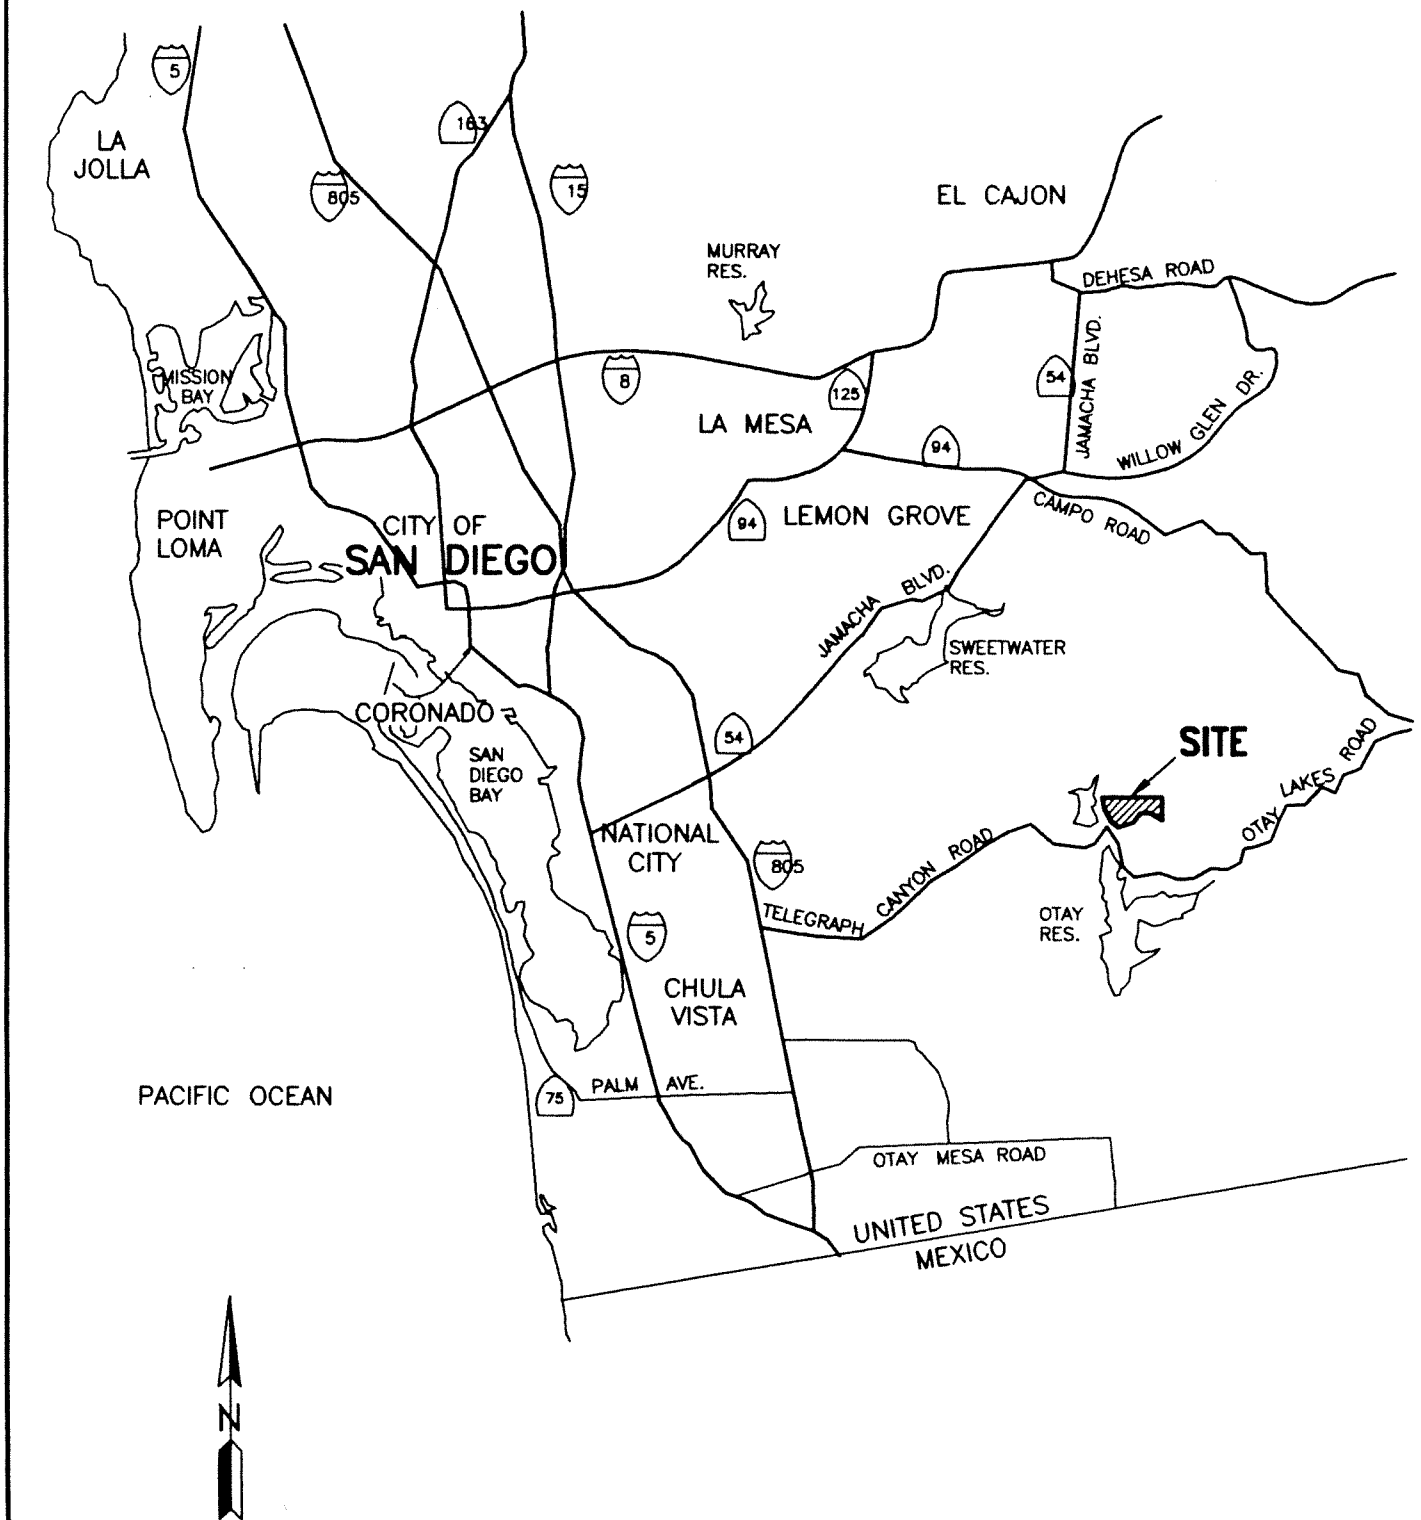 5
163
LA
JOLLA
805
15
EL CAJON
MURRAY
RES.
DEHESA ROAD
MISSION
BAY
8
125
54
JAMACHA BLVD.
WILLOW GLEN DR.
LA MESA
94
POINT
LOMA
CITY OF
SAN DIEGO
94
LEMON GROVE
CAMPO ROAD
JAMACHA BLVD.
SWEETWATER
RES.
CORONADO
54
SITE
SAN
DIEGO
BAY
OTAY LAKES ROAD
NATIONAL
CITY
805
TELEGRAPH CANYON ROAD
OTAY
RES.
5
CHULA
VISTA
PACIFIC OCEAN
75
PALM AVE.
OTAY MESA ROAD
UNITED STATES
MEXICO
N